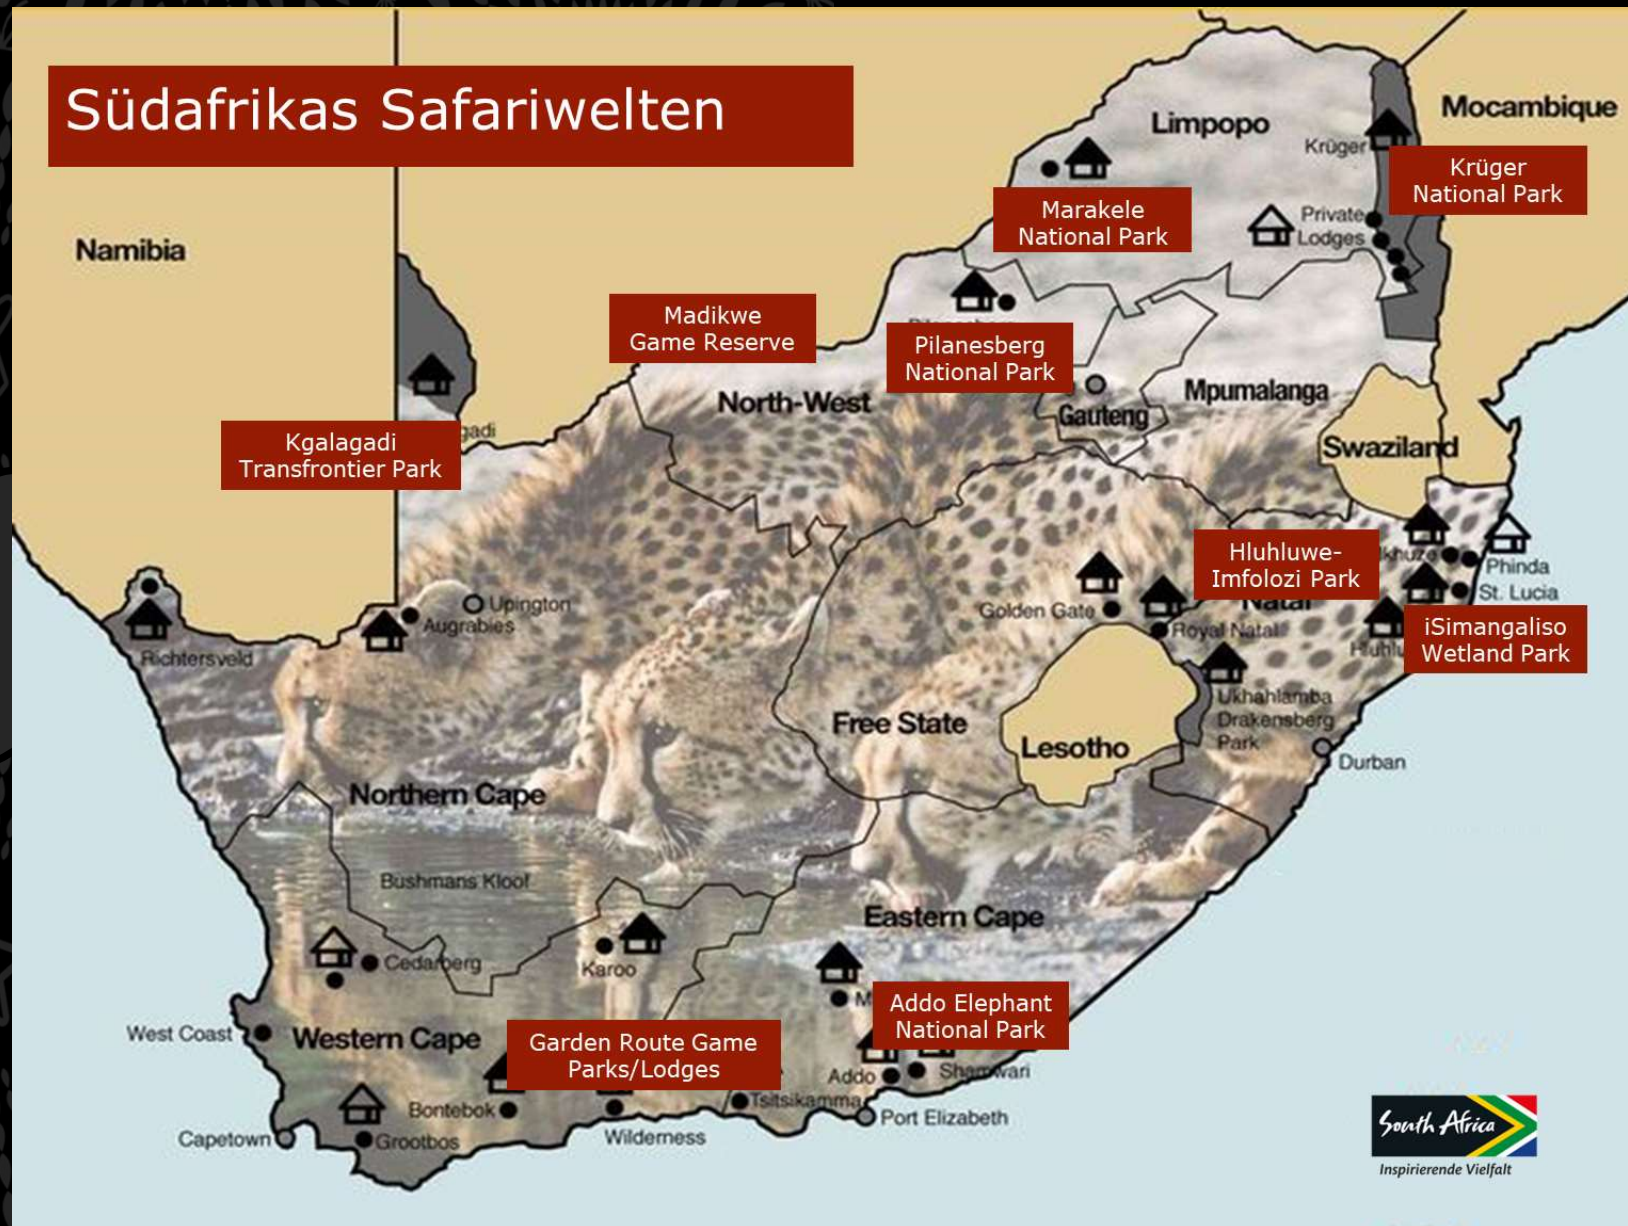 Südafrikas Safariwelten
Namibia
Limpopo
Mocambique
Krüger
Krüger
National Park
Marakele
National Park
Private
Lodges
Madikwe
Game Reserve
Pilanesberg
National Park
North-West
Mpumalanga
Gauteng
Swaziland
Kgalagadi
Transfrontier Park
gadi
Hluhluwe-
Imfolozi Park
khuze
Phinda
St. Lucia
Natal
iSimangaliso
Wetland Park
Hluhlu
Golden Gate
Royal Natal
Upington
Augrabies
Richtersveld
Ukhahlamba
Drakensberg
Park
Durban
Free State
Lesotho
Northern Cape
Bushmans Kloof
Eastern Cape
Cedarberg
Karoo
M
Addo Elephant
National Park
West Coast
Western Cape
Garden Route Game
Parks/Lodges
Addo
Shamwari
Bontebok
Tsitsikamma
Port Elizabeth
Capetown
Grootbos
Wilderness
South Africa
Inspirierende Vielfalt